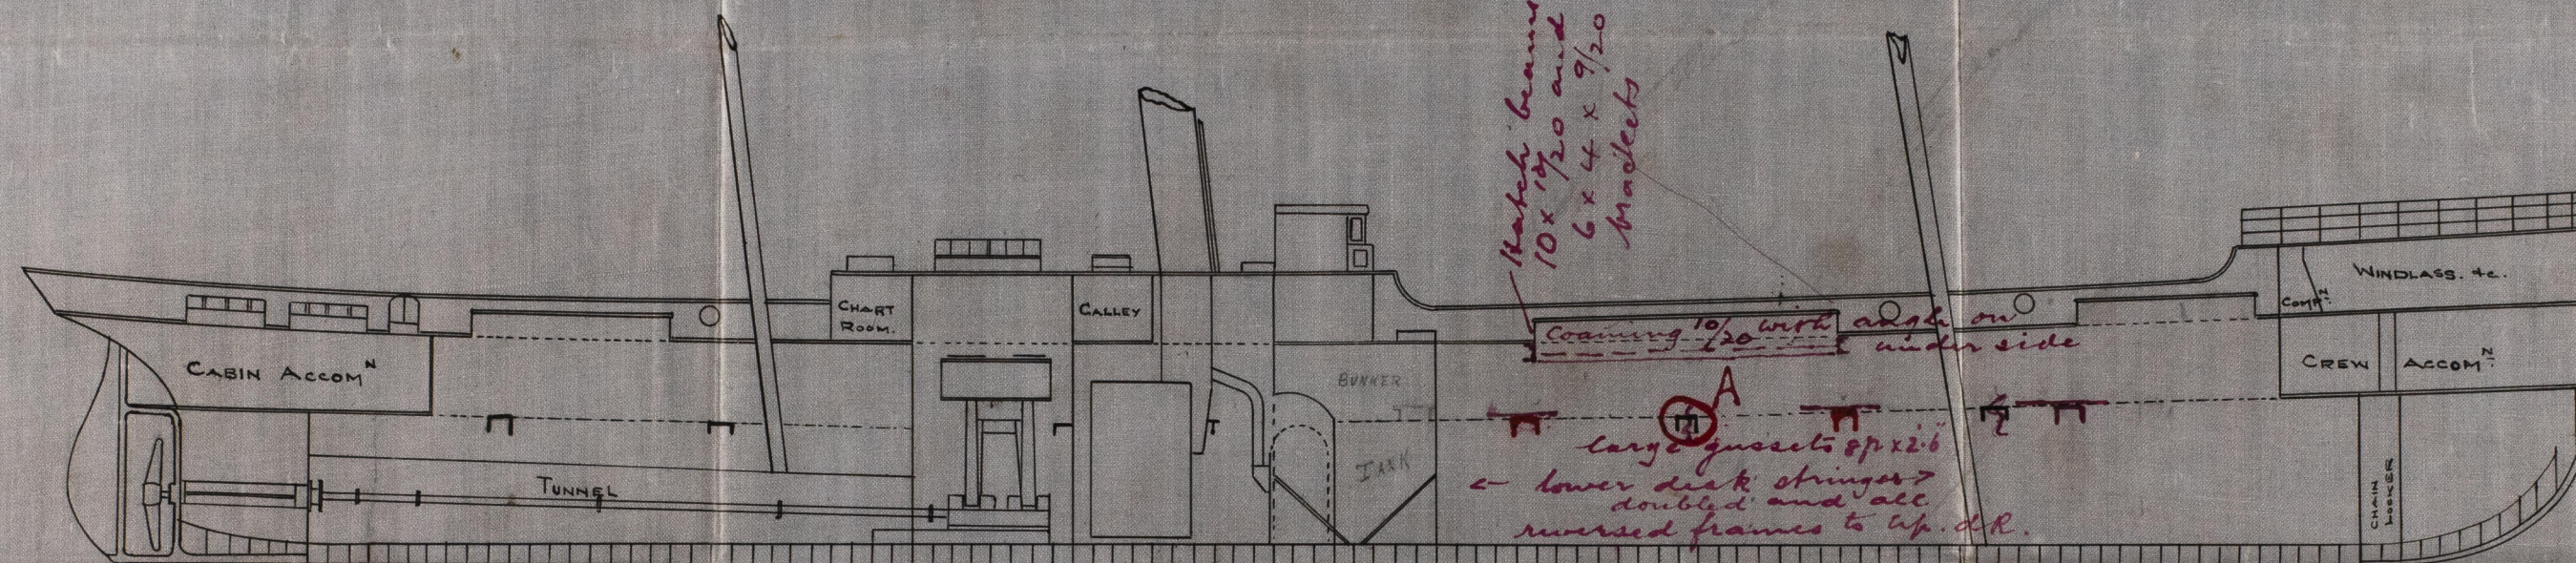 Hatch beams
10 x 10/20 and
6 x 4 x 9/20
brackets
WINDLASS. &c.
COMPN
CHART
ROOM.
GALLEY
Coaming 10/20 with angle on
under side
CABIN ACCOMN
BUNKER
CREW ACCOMN
A
large gussets 8p x 2.6"
TANK
← lower deck stringer →
doubled and all
reversed frames to up. dk.
TUNNEL
CHAIN
LOCKER